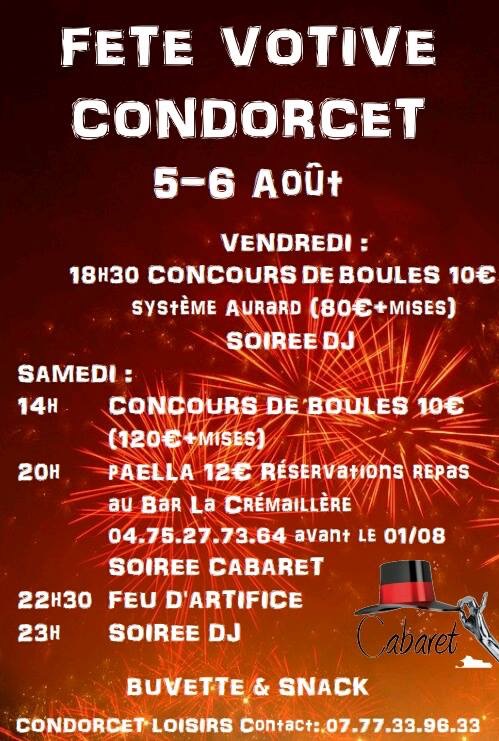 FETE VOTIVE
CONDORCET
5-6 Août
VENDREDI :
18H30 CONCOURS DE BOULES 10€
SYStÈME AURARD (80€+MISES)
SOIREE DJ
SAMEDI :
14H CONCOURS DE BOULES 10€
(120€+MISES)
20H PAELLA 12€ RÉSERVATIONS REPAS
AU BAR LA CRÉMAILLÈRE
04.75.27.73.64 AVANT LE 01/08
SOIREE CABARET
22H30 FEU D'ARTIFICE
23H SOIREE DJ
Cabaret
BUVETTE & SNACK
CONDORCET LOISIRS Contact: 07.77.33.96.33